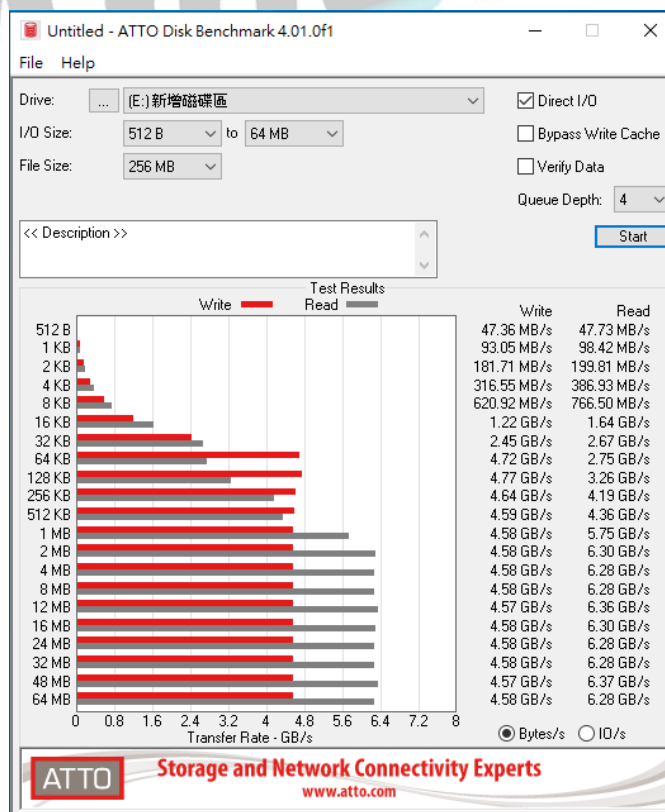 Untitled - ATTO Disk Benchmark 4.01.0f1
File Help
Drive: ... (E:)新增磁碟區
Direct I/O
I/O Size: 512 B to 64 MB
Bypass Write Cache
File Size: 256 MB
Verify Data
Queue Depth: 4
<< Description >>
Start
Test Results
Write Read
Write Read
512 B 47.36 MB/s 47.73 MB/s
1 KB 93.05 MB/s 98.42 MB/s
2 KB 181.71 MB/s 199.81 MB/s
4 KB 316.55 MB/s 386.93 MB/s
8 KB 620.92 MB/s 766.50 MB/s
16 KB 1.22 GB/s 1.64 GB/s
32 KB 2.45 GB/s 2.67 GB/s
64 KB 4.72 GB/s 2.75 GB/s
128 KB 4.77 GB/s 3.26 GB/s
256 KB 4.64 GB/s 4.19 GB/s
512 KB 4.59 GB/s 4.36 GB/s
1 MB 4.58 GB/s 5.75 GB/s
2 MB 4.58 GB/s 6.30 GB/s
4 MB 4.58 GB/s 6.28 GB/s
8 MB 4.58 GB/s 6.28 GB/s
12 MB 4.57 GB/s 6.36 GB/s
16 MB 4.58 GB/s 6.30 GB/s
24 MB 4.58 GB/s 6.28 GB/s
32 MB 4.58 GB/s 6.28 GB/s
48 MB 4.57 GB/s 6.37 GB/s
64 MB 4.58 GB/s 6.28 GB/s
0 0.8 1.6 2.4 3.2 4 4.8 5.6 6.4 7.2 8
Transfer Rate - GB/s
Bytes/s IO/s
ATTO
Storage and Network Connectivity Experts
www.atto.com